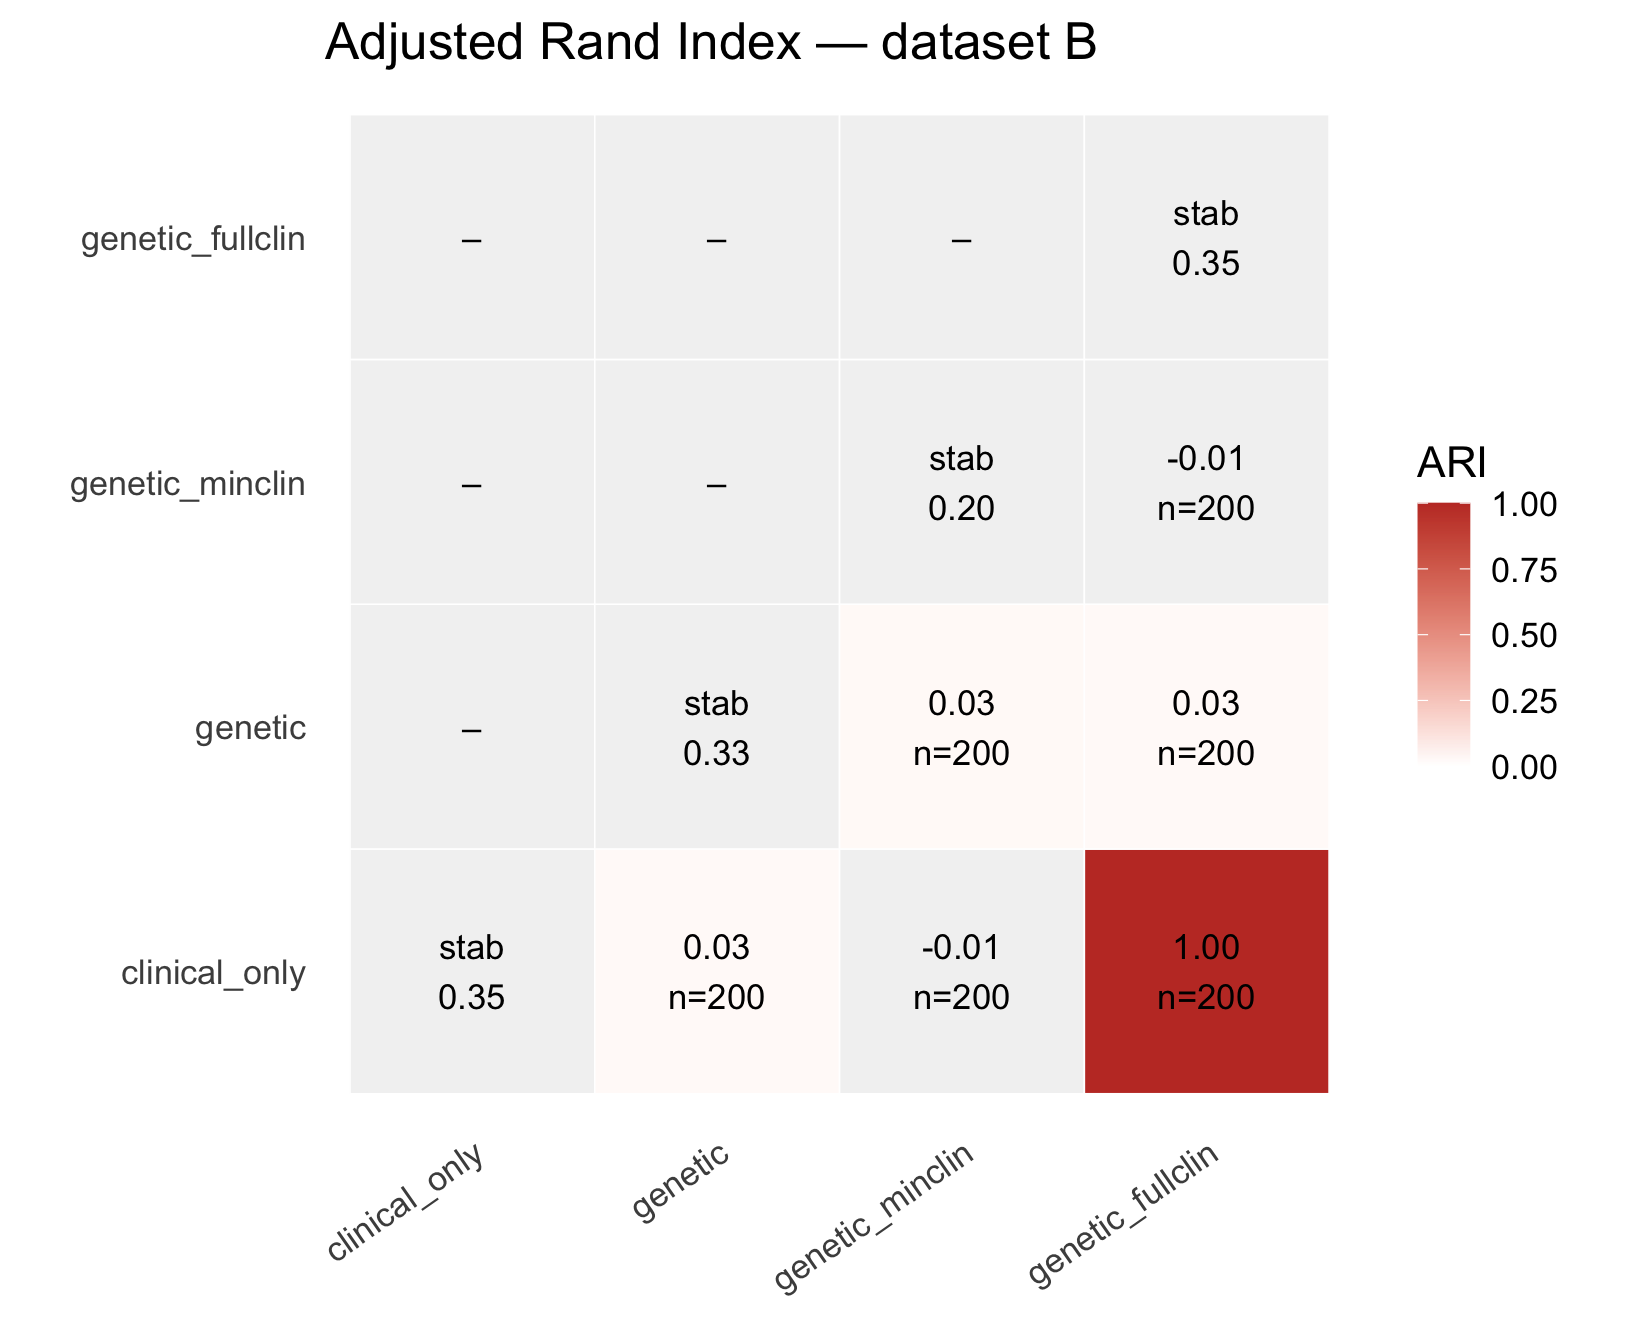 Adjusted Rand Index — dataset B
genetic_fullclin
–
–
–
stab
0.35
genetic_minclin
–
–
stab
0.20
-0.01
n=200
genetic
–
stab
0.33
0.03
n=200
0.03
n=200
clinical_only
stab
0.35
0.03
n=200
-0.01
n=200
1.00
n=200
clinical_only
genetic
genetic_minclin
genetic_fullclin
ARI
1.00
0.75
0.50
0.25
0.00